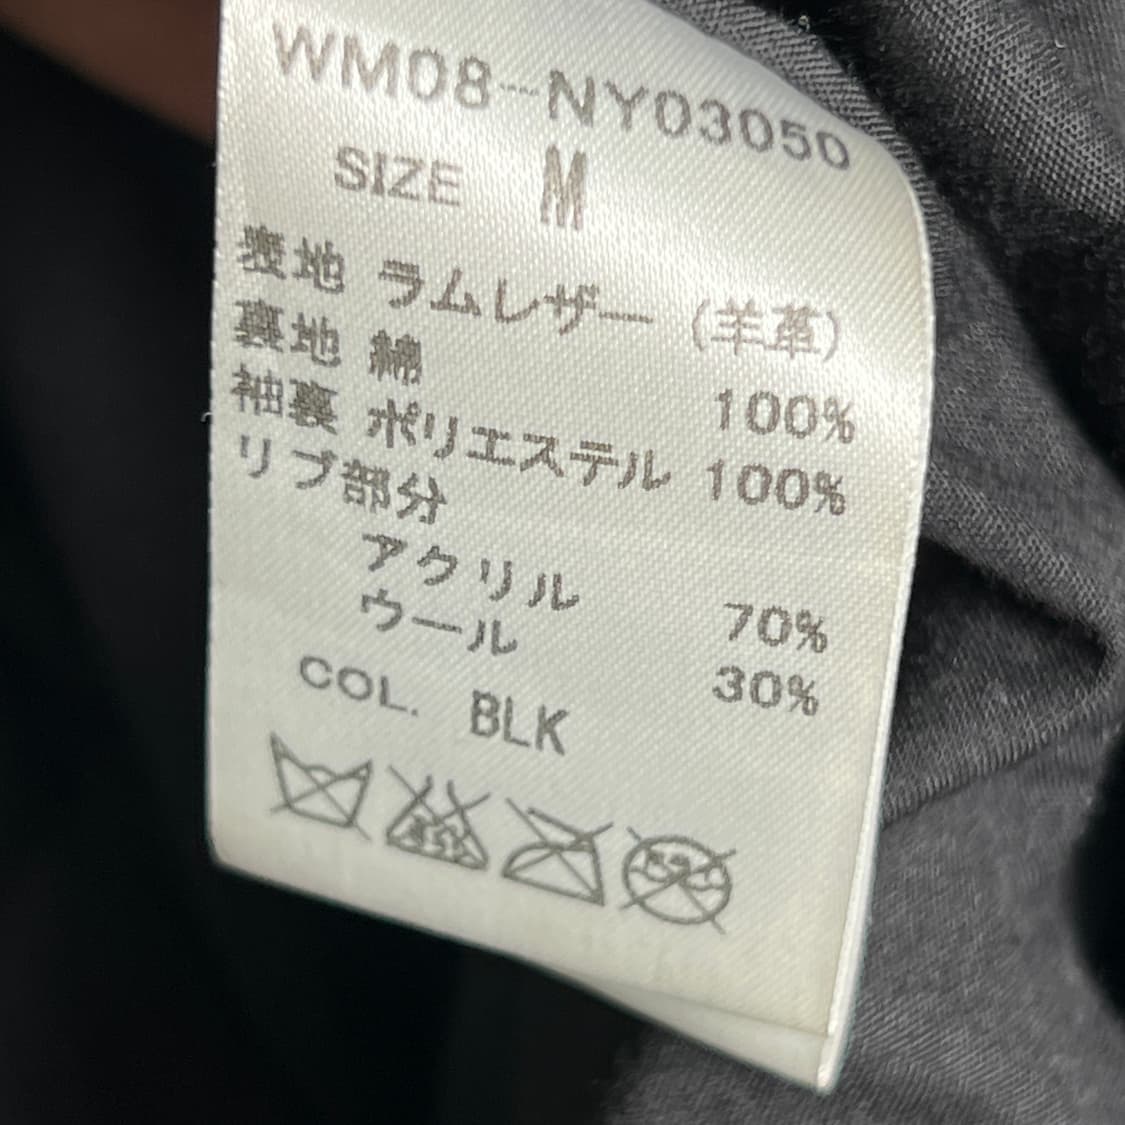 WM08-NY03050
SIZE M
表地 ラムレザー (羊革)
裏地 綿 100%
袖裏 ポリエステル 100%
リブ部分
アクリル 70%
ウール 30%
COL. BLK